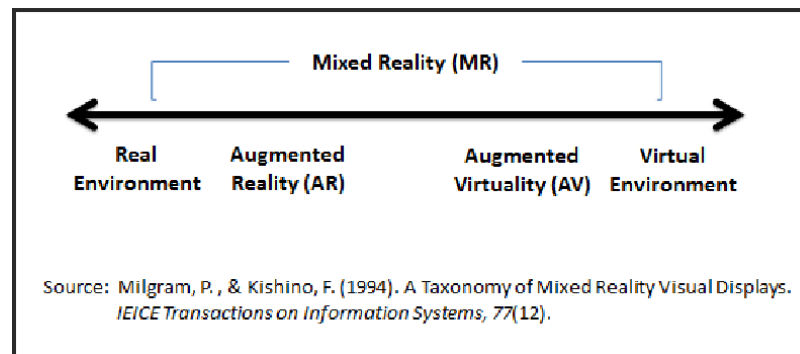 Mixed Reality (MR)
Real Environment
Augmented Reality (AR)
Augmented Virtuality (AV)
Virtual Environment
Source: Milgram, P. , & Kishino, F. (1994). A Taxonomy of Mixed Reality Visual Displays.
IEICE Transactions on Information Systems, 77(12).